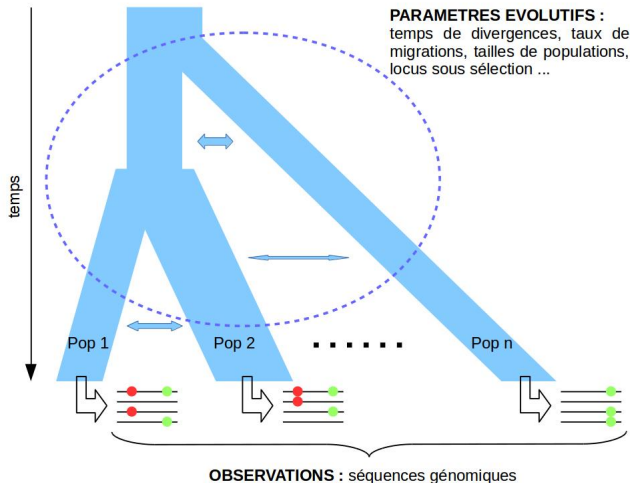 PARAMETRES EVOLUTIFS :
temps de divergences, taux de
migrations, tailles de populations,
locus sous sélection ...
temps
Pop 1
Pop 2
Pop n
OBSERVATIONS : séquences génomiques